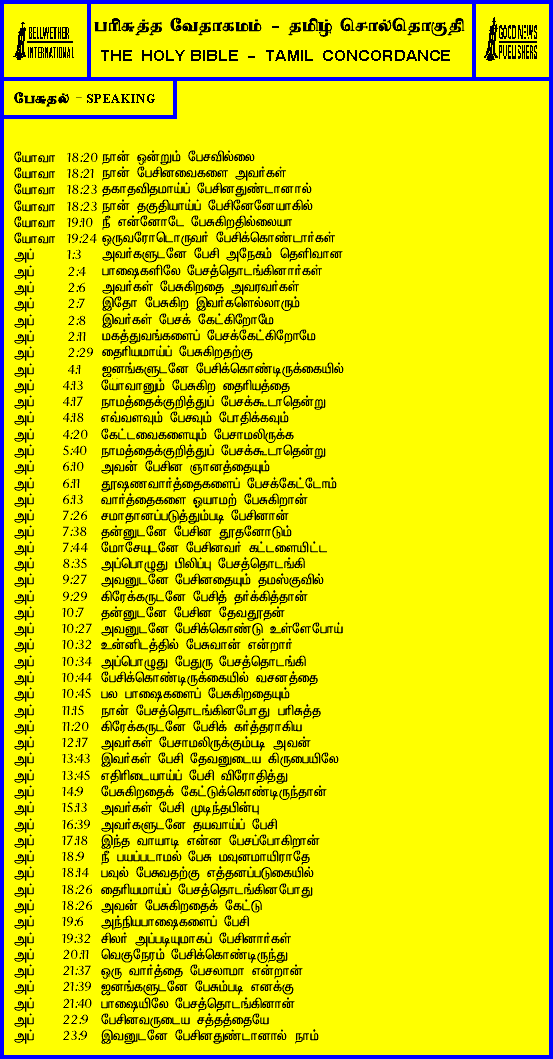 BELLWETHER
INTERNATIONAL
பரிசுத்த வேதாகமம் - தமிழ் சொல்தொகுதி
THE HOLY BIBLE - TAMIL CONCORDANCE
GOOD NEWS
PUBLISHERS
பேசுதல் - SPEAKING
யோவா 18:20 நான் ஒன்றும் பேசவில்லை
யோவா 18:21 நான் பேசினவைகளை அவர்கள்
யோவா 18:23 தகாதவிதமாய்ப் பேசினதுண்டானால்
யோவா 18:23 நான் தகுதியாய்ப் பேசினேனேயாகில்
யோவா 19:10 நீ என்னோடே பேசுகிறதில்லையா
யோவா 19:24 ஒருவரோடொருவர் பேசிக்கொண்டார்கள்
அப் 1:3 அவர்களுடனே பேசி அநேகம் தெளிவான
அப் 2:4 பாஷைகளிலே பேசத்தொடங்கினார்கள்
அப் 2:6 அவர்கள் பேசுகிறதை அவரவர்கள்
அப் 2:7 இதோ பேசுகிற இவர்களெல்லாரும்
அப் 2:8 இவர்கள் பேசக் கேட்கிறோமே
அப் 2:11 மகத்துவங்களைப் பேசக்கேட்கிறோமே
அப் 2:29 தைரியமாய்ப் பேசுகிறதற்கு
அப் 4:1 ஜனங்களுடனே பேசிக்கொண்டிருக்கையில்
அப் 4:13 யோவானும் பேசுகிற தைரியத்தை
அப் 4:17 நாமத்தைக்குறித்துப் பேசக்கூடாதென்று
அப் 4:18 எவ்வளவும் பேசவும் போதிக்கவும்
அப் 4:20 கேட்டவைகளையும் பேசாமலிருக்க
அப் 5:40 நாமத்தைக்குறித்துப் பேசக்கூடாதென்று
அப் 6:10 அவன் பேசின ஞானத்தையும்
அப் 6:11 தூஷணவார்த்தைகளைப் பேசக்கேட்டோம்
அப் 6:13 வார்த்தைகளை ஓயாமற் பேசுகிறான்
அப் 7:26 சமாதானப்படுத்தும்படி பேசினான்
அப் 7:38 தன்னுடனே பேசின தூதனோடும்
அப் 7:44 மோசேயுடனே பேசினவர் கட்டளையிட்ட
அப் 8:35 அப்பொழுது பிலிப்பு பேசத்தொடங்கி
அப் 9:27 அவனுடனே பேசினதையும் தமஸ்குவில்
அப் 9:29 கிரேக்கருடனே பேசித் தர்க்கித்தான்
அப் 10:7 தன்னுடனே பேசின தேவதூதன்
அப் 10:27 அவனுடனே பேசிக்கொண்டு உள்ளேபோய்
அப் 10:32 உன்னிடத்தில் பேசுவான் என்றார்
அப் 10:34 அப்பொழுது பேதுரு பேசத்தொடங்கி
அப் 10:44 பேசிக்கொண்டிருக்கையில் வசனத்தை
அப் 10:45 பல பாஷைகளைப் பேசுகிறதையும்
அப் 11:15 நான் பேசத்தொடங்கினபோது பரிசுத்த
அப் 11:20 கிரேக்கருடனே பேசிக் கர்த்தராகிய
அப் 12:17 அவர்கள் பேசாமலிருக்கும்படி அவன்
அப் 13:43 இவர்கள் பேசி தேவனுடைய கிருபையிலே
அப் 13:45 எதிரிடையாய்ப் பேசி விரோதித்து
அப் 14:9 பேசுகிறதைக் கேட்டுக்கொண்டிருந்தான்
அப் 15:13 அவர்கள் பேசி முடிந்தபின்பு
அப் 16:39 அவர்களுடனே தயவாய்ப் பேசி
அப் 17:18 இந்த வாயாடி என்ன பேசப்போகிறான்
அப் 18:9 நீ பயப்படாமல் பேசு மவுனமாயிராதே
அப் 18:14 பவுல் பேசுவதற்கு எத்தனப்படுகையில்
அப் 18:26 தைரியமாய்ப் பேசத்தொடங்கினபோது
அப் 18:26 அவன் பேசுகிறதைக் கேட்டு
அப் 19:6 அந்நியபாஷைகளைப் பேசி
அப் 19:32 சிலர் அப்படியுமாகப் பேசினார்கள்
அப் 20:11 வெகுநேரம் பேசிக்கொண்டிருந்து
அப் 21:37 ஒரு வார்த்தை பேசலாமா என்றான்
அப் 21:39 ஜனங்களுடனே பேசும்படி எனக்கு
அப் 21:40 பாஷையிலே பேசத்தொடங்கினான்
அப் 22:9 பேசினவருடைய சத்தத்தையே
அப் 23:9 இவனுடனே பேசினதுண்டானால் நாம்